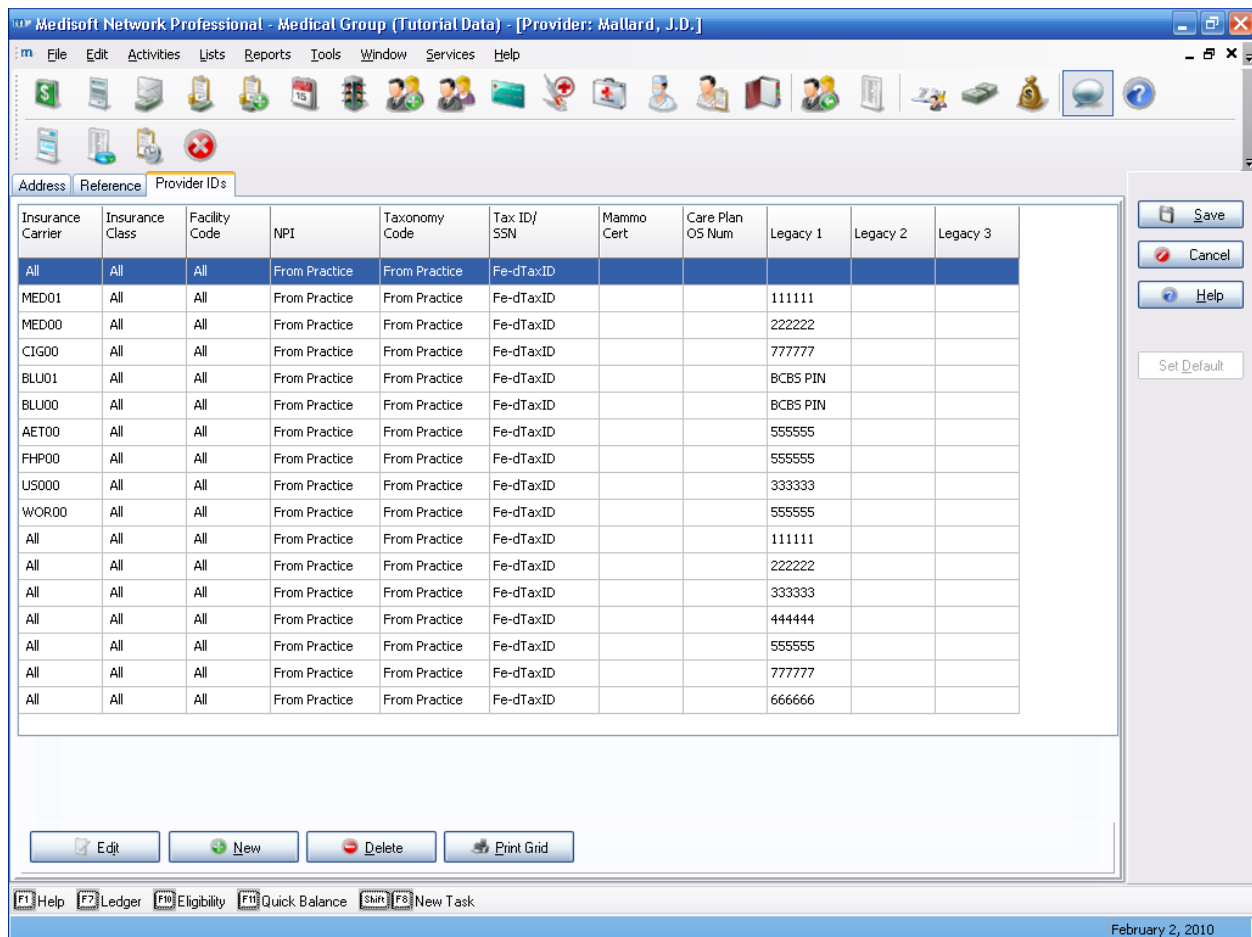 Medisoft Network Professional - Medical Group (Tutorial Data) - [Provider: Mallard, J.D.]
File Edit Activities Lists Reports Tools Window Services Help
15
Address Reference Provider IDs
Insurance Carrier Insurance Class Facility Code NPI Taxonomy Code Tax ID/ SSN Mammo Cert Care Plan OS Num Legacy 1 Legacy 2 Legacy 3
All All All From Practice From Practice Fe-dTaxID
MED01 All All From Practice From Practice Fe-dTaxID 111111
MED00 All All From Practice From Practice Fe-dTaxID 222222
CIG00 All All From Practice From Practice Fe-dTaxID 777777
BLU01 All All From Practice From Practice Fe-dTaxID BCBS PIN
BLU00 All All From Practice From Practice Fe-dTaxID BCBS PIN
AET00 All All From Practice From Practice Fe-dTaxID 555555
FHP00 All All From Practice From Practice Fe-dTaxID 555555
US000 All All From Practice From Practice Fe-dTaxID 333333
WOR00 All All From Practice From Practice Fe-dTaxID 555555
All All All From Practice From Practice Fe-dTaxID 111111
All All All From Practice From Practice Fe-dTaxID 222222
All All All From Practice From Practice Fe-dTaxID 333333
All All All From Practice From Practice Fe-dTaxID 444444
All All All From Practice From Practice Fe-dTaxID 555555
All All All From Practice From Practice Fe-dTaxID 777777
All All All From Practice From Practice Fe-dTaxID 666666
Save
Cancel
Help
Set Default
Edit New Delete Print Grid
F1 Help F7 Ledger F10 Eligibility F11 Quick Balance Shift F8 New Task
February 2, 2010